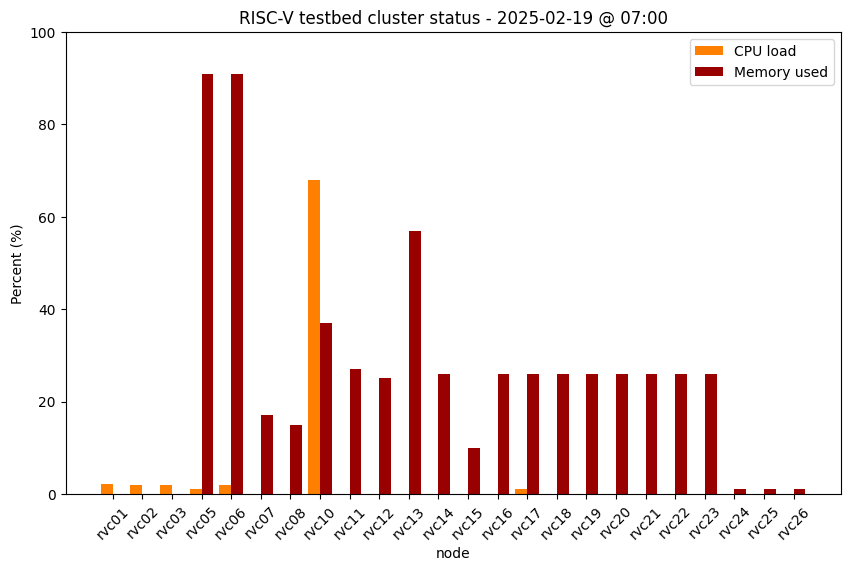 RISC-V testbed cluster status - 2025-02-19 @ 07:00
CPU load
Memory used
Percent (%)
100
80
60
40
20
0
rvc01 rvc02 rvc03 rvc05 rvc06 rvc07 rvc08 rvc10 rvc11 rvc12 rvc13 rvc14 rvc15 rvc16 rvc17 rvc18 rvc19 rvc20 rvc21 rvc22 rvc23 rvc24 rvc25 rvc26
node